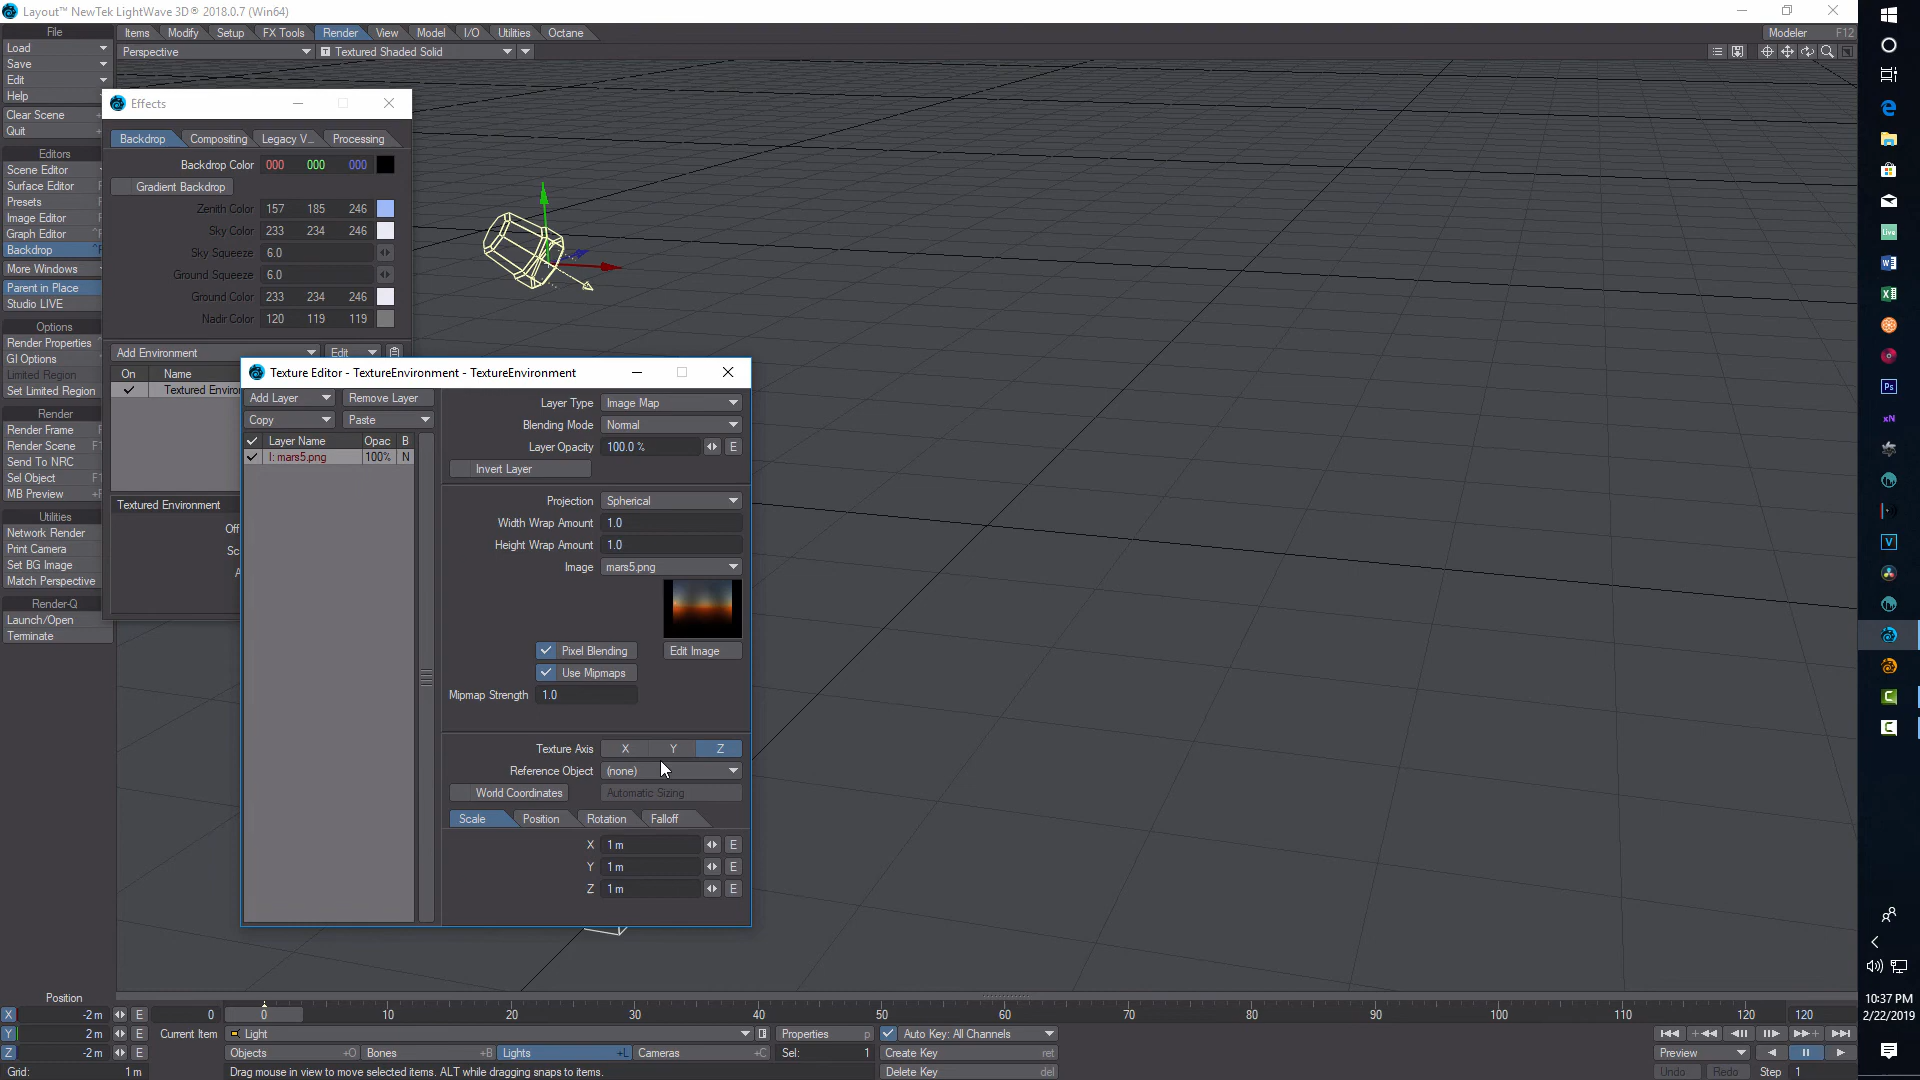 Layout™ NewTek LightWave 3D® 2018.0.7 (Win64)
File
Items Modify Setup FX Tools Render View Model I/O Utilities Octane
Modeler F12
Load
Perspective
T Textured Shaded Solid
Save
Edit
Help
Clear Scene
Quit
Editors
Scene Editor
Surface Editor
Presets
Image Editor
Graph Editor
Backdrop
More Windows
Parent in Place
Studio LIVE
Options
Render Properties
GI Options
Limited Region
Set Limited Region
Render
Render Frame
Render Scene
Send To NRC
Sel Object
MB Preview
Utilities
Network Render
Print Camera
Set BG Image
Match Perspective
Render-Q
Launch/Open
Terminate
Effects
Backdrop Compositing Legacy V... Processing
Backdrop Color 000 000 000
Gradient Backdrop
Zenith Color 157 185 246
Sky Color 233 234 246
Sky Squeeze 6.0
Ground Squeeze 6.0
Ground Color 233 234 246
Nadir Color 120 119 119
Add Environment Edit
On Name
Textured Enviror
Textured Environment
Off
Sc
A
Texture Editor - TextureEnvironment - TextureEnvironment
Add Layer Remove Layer
Copy Paste
Layer Name Opac B
I: mars5.png 100% N
Layer Type Image Map
Blending Mode Normal
Layer Opacity 100.0 % E
Invert Layer
Projection Spherical
Width Wrap Amount 1.0
Height Wrap Amount 1.0
Image mars5.png
Pixel Blending Edit Image
Use Mipmaps
Mipmap Strength 1.0
Texture Axis X Y Z
Reference Object (none)
World Coordinates Automatic Sizing
Scale Position Rotation Falloff
X 1 m E
Y 1 m E
Z 1 m E
Position
X -2 m E
Y 2 m E
Z -2 m E
Grid: 1 m
0 0 10 20 30 40 50 60 70 80 90 100 110 120 120
Current Item Light Properties p Auto Key: All Channels
Objects +O Bones +B Lights +L Cameras +C Sel: 1 Create Key ret
Drag mouse in view to move selected items. ALT while dragging snaps to items.
Delete Key del
Preview
Undo Redo Step 1
Live
Ps
xN
V
10:37 PM
2/22/2019